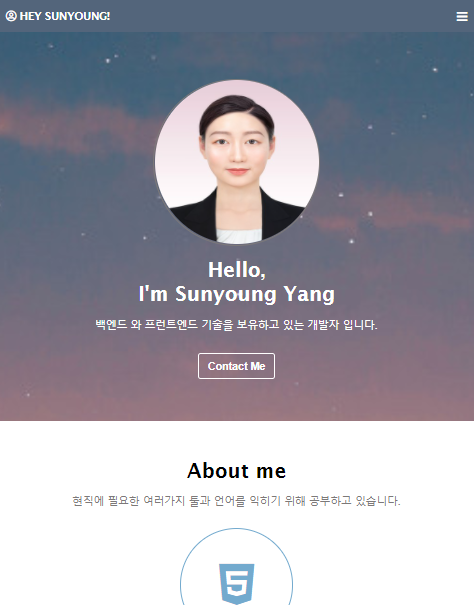 HEY SUNYOUNG!
Hello,
I'm Sunyoung Yang
백엔드 와 프런트엔드 기술을 보유하고 있는 개발자 입니다.
Contact Me
About me
현직에 필요한 여러가지 툴과 언어를 익히기 위해 공부하고 있습니다.
5